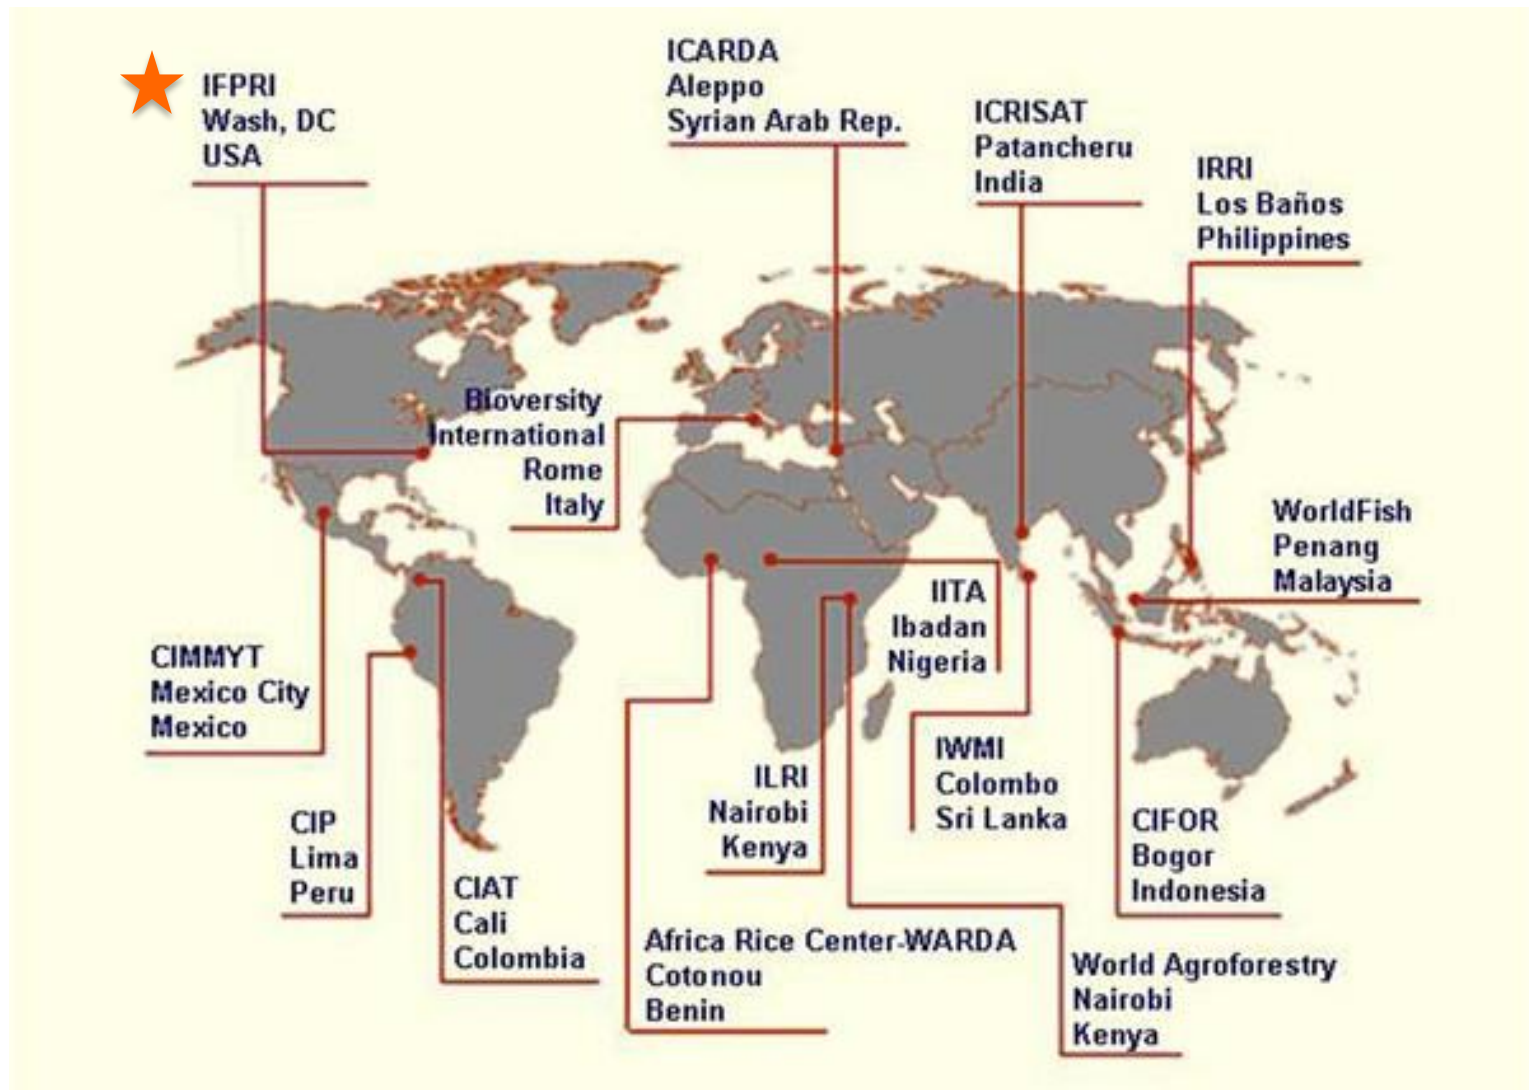 IFPRI
Wash, DC
USA
ICARDA
Aleppo
Syrian Arab Rep.
ICRISAT
Patancheru
India
IRRI
Los Baños
Philippines
Bioversity
International
Rome
Italy
WorldFish
Penang
Malaysia
IITA
Ibadan
Nigeria
CIMMYT
Mexico City
Mexico
IWMI
Colombo
Sri Lanka
ILRI
Nairobi
Kenya
CIP
Lima
Peru
CIFOR
Bogor
Indonesia
CIAT
Cali
Colombia
Africa Rice Center-WARDA
Cotonou
Benin
World Agroforestry
Nairobi
Kenya